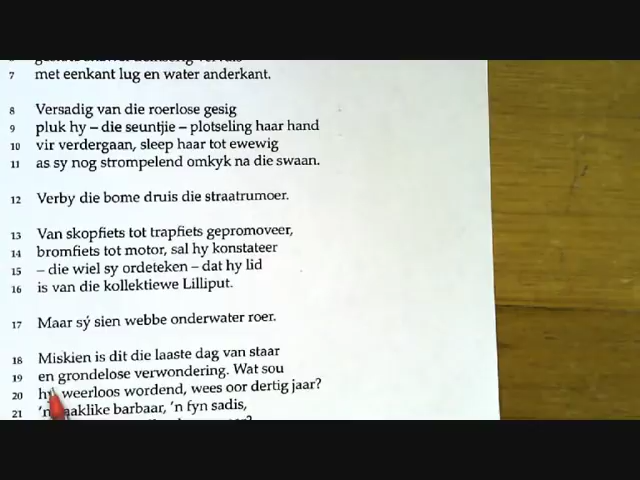 7 met eenkant lug en water anderkant.
8 Versadig van die roerlose gesig
9 pluk hy – die seuntjie – plotseling haar hand
10 vir verdergaan, sleep haar tot ewewig
11 as sy nog strompelend omkyk na die swaan.
12 Verby die bome druis die straatrumoer.
13 Van skopfiets tot trapfiets gepromoveer,
14 bromfiets tot motor, sal hy konstateer
15 – die wiel sy ordeteken – dat hy lid
16 is van die kollektiewe Lilliput.
17 Maar sý sien webbe onderwater roer.
18 Miskien is dit die laaste dag van staar
19 en grondelose verwondering. Wat sou
20 hy weerloos wordend, wees oor dertig jaar?
21 'n barbaar, 'n fyn sadis,